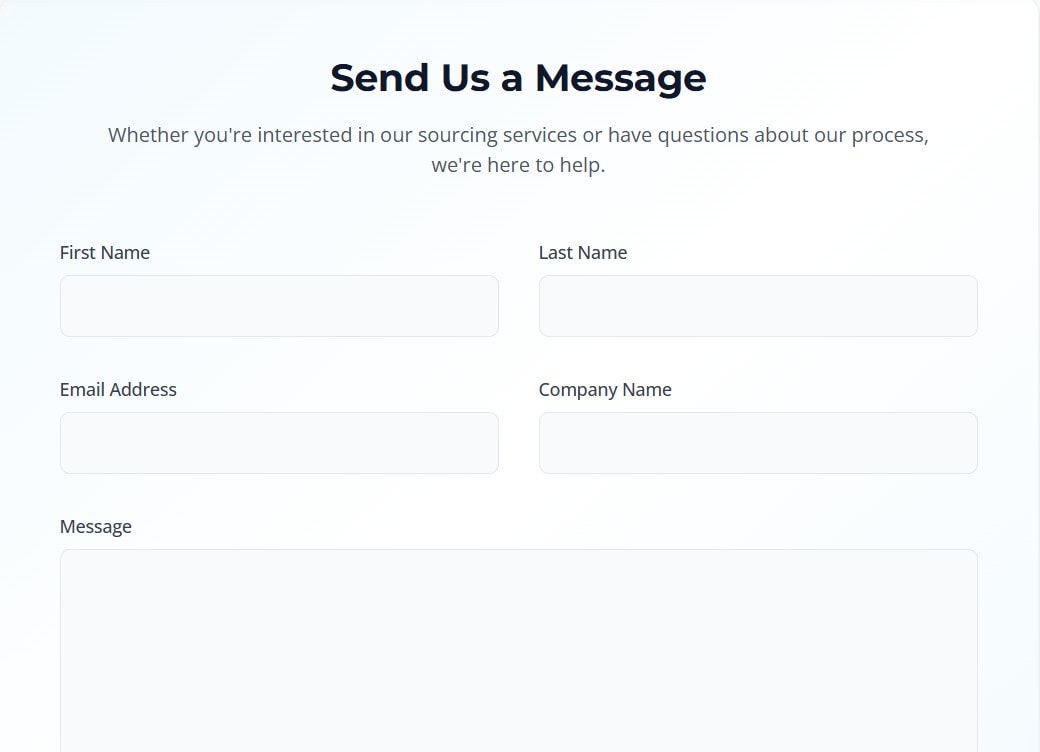 Send Us a Message
Whether you're interested in our sourcing services or have questions about our process,
we're here to help.
First Name
Last Name
Email Address
Company Name
Message